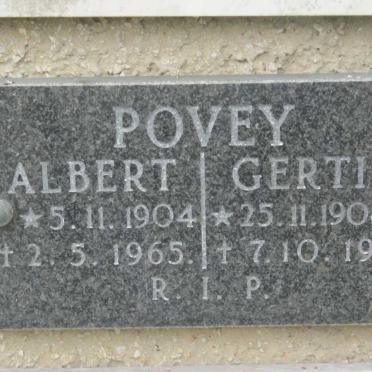 POVEY
ALBERT GERTI
★ 5. 11. 1904 ★ 25. 11. 190
† 2. 5. 1965. † 7. 10. 19
R. I. P.